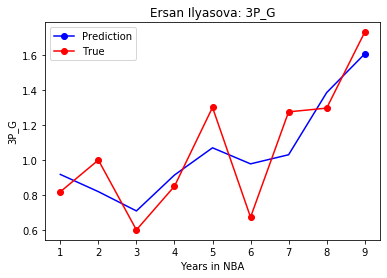 Ersan Ilyasova: 3P_G
Prediction
True
1.6
1.4
1.2
1.0
0.8
0.6
3P_G
1 2 3 4 5 6 7 8 9
Years in NBA